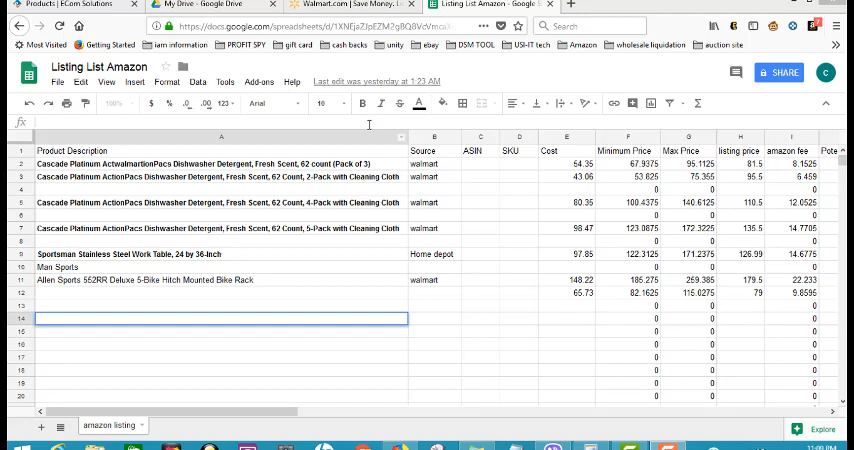 Products | ECom Solutions
My Drive - Google Drive
Walmart.com | Save Money. Li
Listing List Amazon - Google S
https://docs.google.com/spreadsheets/d/1XNEjaZJpEZMgBQ8VcVmcaX
Search
Most Visited Getting Started iam information PROFIT SPY gift card cash backs unity ebay DSM TOOL USI-IT tech Amazon wholesale liquidation auction site
Listing List Amazon
SHARE
C
File Edit View Insert Format Data Tools Add-ons Help Last edit was yesterday at 1:23 AM
100% $ % .0 .00 123 Arial 10 B I S A
fx
A B C D E F G H I
1 Product Description Source ASIN SKU Cost Minimum Price Max Price listing price amazon fee Pote
2 Cascade Platinum ActwalmartionPacs Dishwasher Detergent, Fresh Scent, 62 count (Pack of 3) walmart 54.35 67.9375 95.1125 81.5 8.1525
3 Cascade Platinum ActionPacs Dishwasher Detergent, Fresh Scent, 62 Count, 2-Pack with Cleaning Cloth walmart 43.06 53.825 75.355 95.5 6.459
4 0 0 0
5 Cascade Platinum ActionPacs Dishwasher Detergent, Fresh Scent, 62 Count, 4-Pack with Cleaning Cloth walmart 80.35 100.4375 140.6125 110.5 12.0525
6 0 0 0
7 Cascade Platinum ActionPacs Dishwasher Detergent, Fresh Scent, 62 Count, 5-Pack with Cleaning Cloth walmart 98.47 123.0875 172.3225 135.5 14.7705
8 0 0 0
9 Sportsman Stainless Steel Work Table, 24 by 36-Inch Home depot 97.85 122.3125 171.2375 126.99 14.6775
10 Man Sports 0 0 0
11 Allen Sports 552RR Deluxe 5-Bike Hitch Mounted Bike Rack walmart 148.22 185.275 259.385 179.5 22.233
12 65.73 82.1625 115.0275 79 9.8595
13 0 0 0
14 0 0 0
15 0 0 0
16 0 0 0
17 0 0 0
18 0 0 0
19 0 0 0
20 0 0 0
amazon listing
Explore
11:09 PM